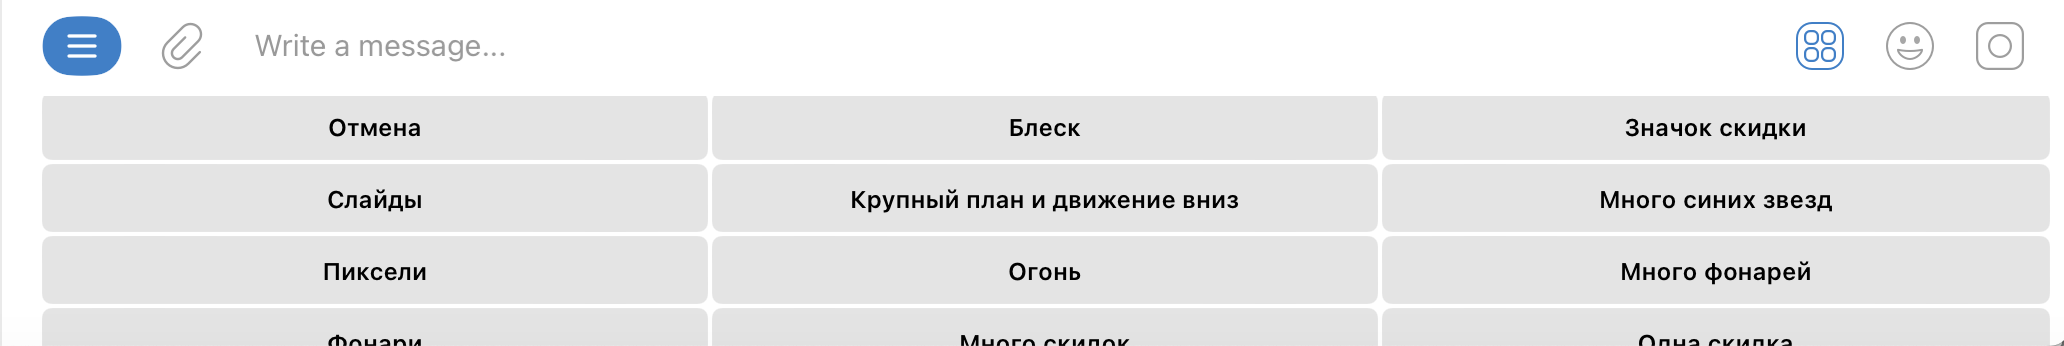 Write a message...
Отмена
Блеск
Значок скидки
Слайды
Крупный план и движение вниз
Много синих звезд
Пиксели
Огонь
Много фонарей
Фонари
Много скидок
Одна скидка